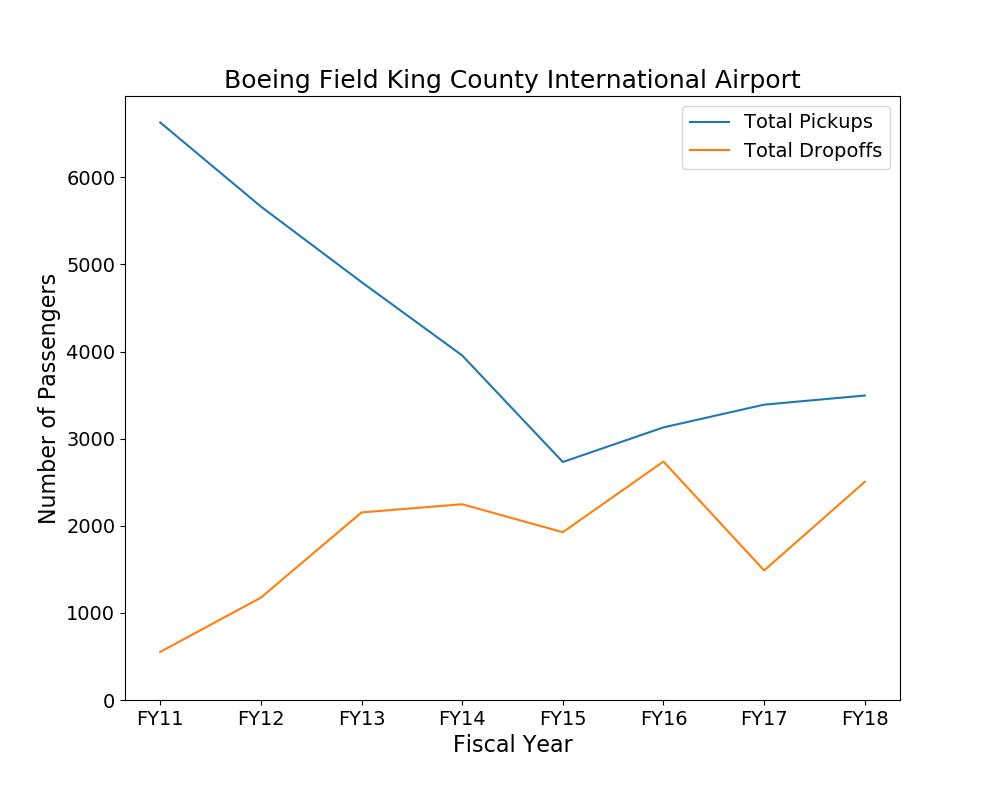 Boeing Field King County International Airport
Total Pickups
Total Dropoffs
Number of Passengers
6000
5000
4000
3000
2000
1000
0
FY11 FY12 FY13 FY14 FY15 FY16 FY17 FY18
Fiscal Year